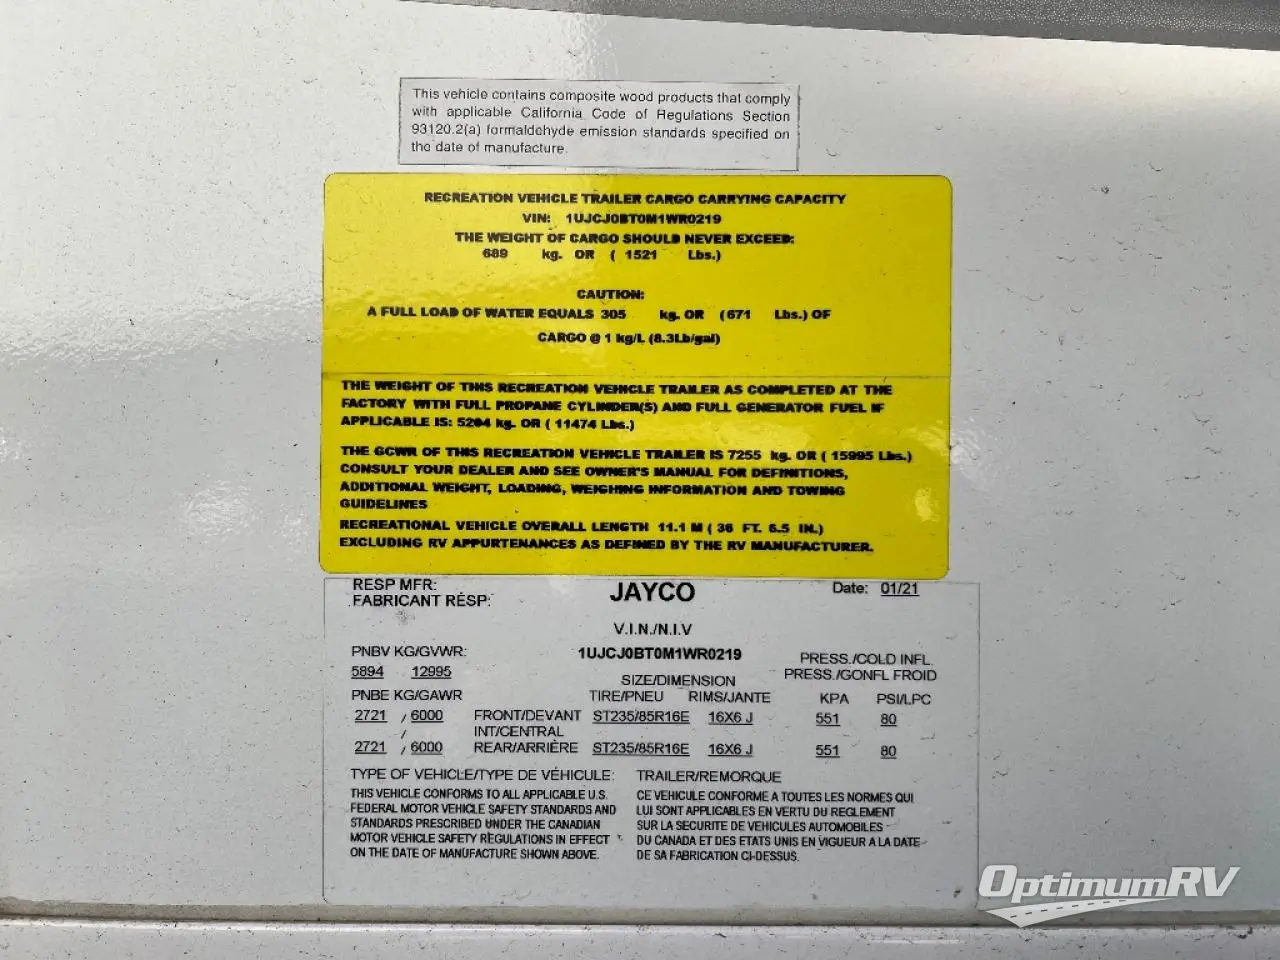 This vehicle contains composite wood products that comply
with applicable California Code of Regulations Section
93120.2(a) formaldehyde emission standards specified on
the date of manufacture.
RECREATION VEHICLE TRAILER CARGO CARRYING CAPACITY
VIN: 1UJCJ0BT0M1WR0219
THE WEIGHT OF CARGO SHOULD NEVER EXCEED:
689 kg. OR ( 1521 Lbs.)
CAUTION:
A FULL LOAD OF WATER EQUALS 305 kg. OR (671 Lbs.) OF
CARGO @ 1 kg/L (8.3Lb/gal)
THE WEIGHT OF THIS RECREATION VEHICLE TRAILER AS COMPLETED AT THE
FACTORY WITH FULL PROPANE CYLINDER(S) AND FULL GENERATOR FUEL IF
APPLICABLE IS: 5204 kg. OR ( 11474 Lbs.)
THE GCWR OF THIS RECREATION VEHICLE TRAILER IS 7255 kg. OR ( 15995 Lbs.)
CONSULT YOUR DEALER AND SEE OWNER'S MANUAL FOR DEFINITIONS,
ADDITIONAL WEIGHT, LOADING, WEIGHING INFORMATION AND TOWING
GUIDELINES
RECREATIONAL VEHICLE OVERALL LENGTH 11.1 M ( 36 FT. 6.5 IN.)
EXCLUDING RV APPURTENANCES AS DEFINED BY THE RV MANUFACTURER.
RESP MFR: JAYCO Date: 01/21
FABRICANT RESP:
V.I.N./N.I.V
PNBV KG/GVWR: 1UJCJ0BT0M1WR0219 PRESS./COLD INFL.
5894 12995 SIZE/DIMENSION PRESS./GONFL FROID
PNBE KG/GAWR TIRE/PNEU RIMS/JANTE KPA PSI/LPC
2721 / 6000 FRONT/DEVANT ST235/85R16E 16X6 J 551 80
/ INT/CENTRAL
2721 / 6000 REAR/ARRIÈRE ST235/85R16E 16X6 J 551 80
TYPE OF VEHICLE/TYPE DE VÉHICULE: TRAILER/REMORQUE
THIS VEHICLE CONFORMS TO ALL APPLICABLE U.S.
FEDERAL MOTOR VEHICLE SAFETY STANDARDS AND
STANDARDS PRESCRIBED UNDER THE CANADIAN
MOTOR VEHICLE SAFETY REGULATIONS IN EFFECT
ON THE DATE OF MANUFACTURE SHOWN ABOVE.
CE VEHICULE CONFORME A TOUTES LES NORMES QUI
LUI SONT APPLICABLES EN VERTU DU REGLEMENT
SUR LA SECURITE DE VEHICULES AUTOMOBILES
DU CANADA ET DES ETATS UNIS EN VIGUEUR A LA DATE
DE SA FABRICATION CI-DESSUS.
OptimumRV